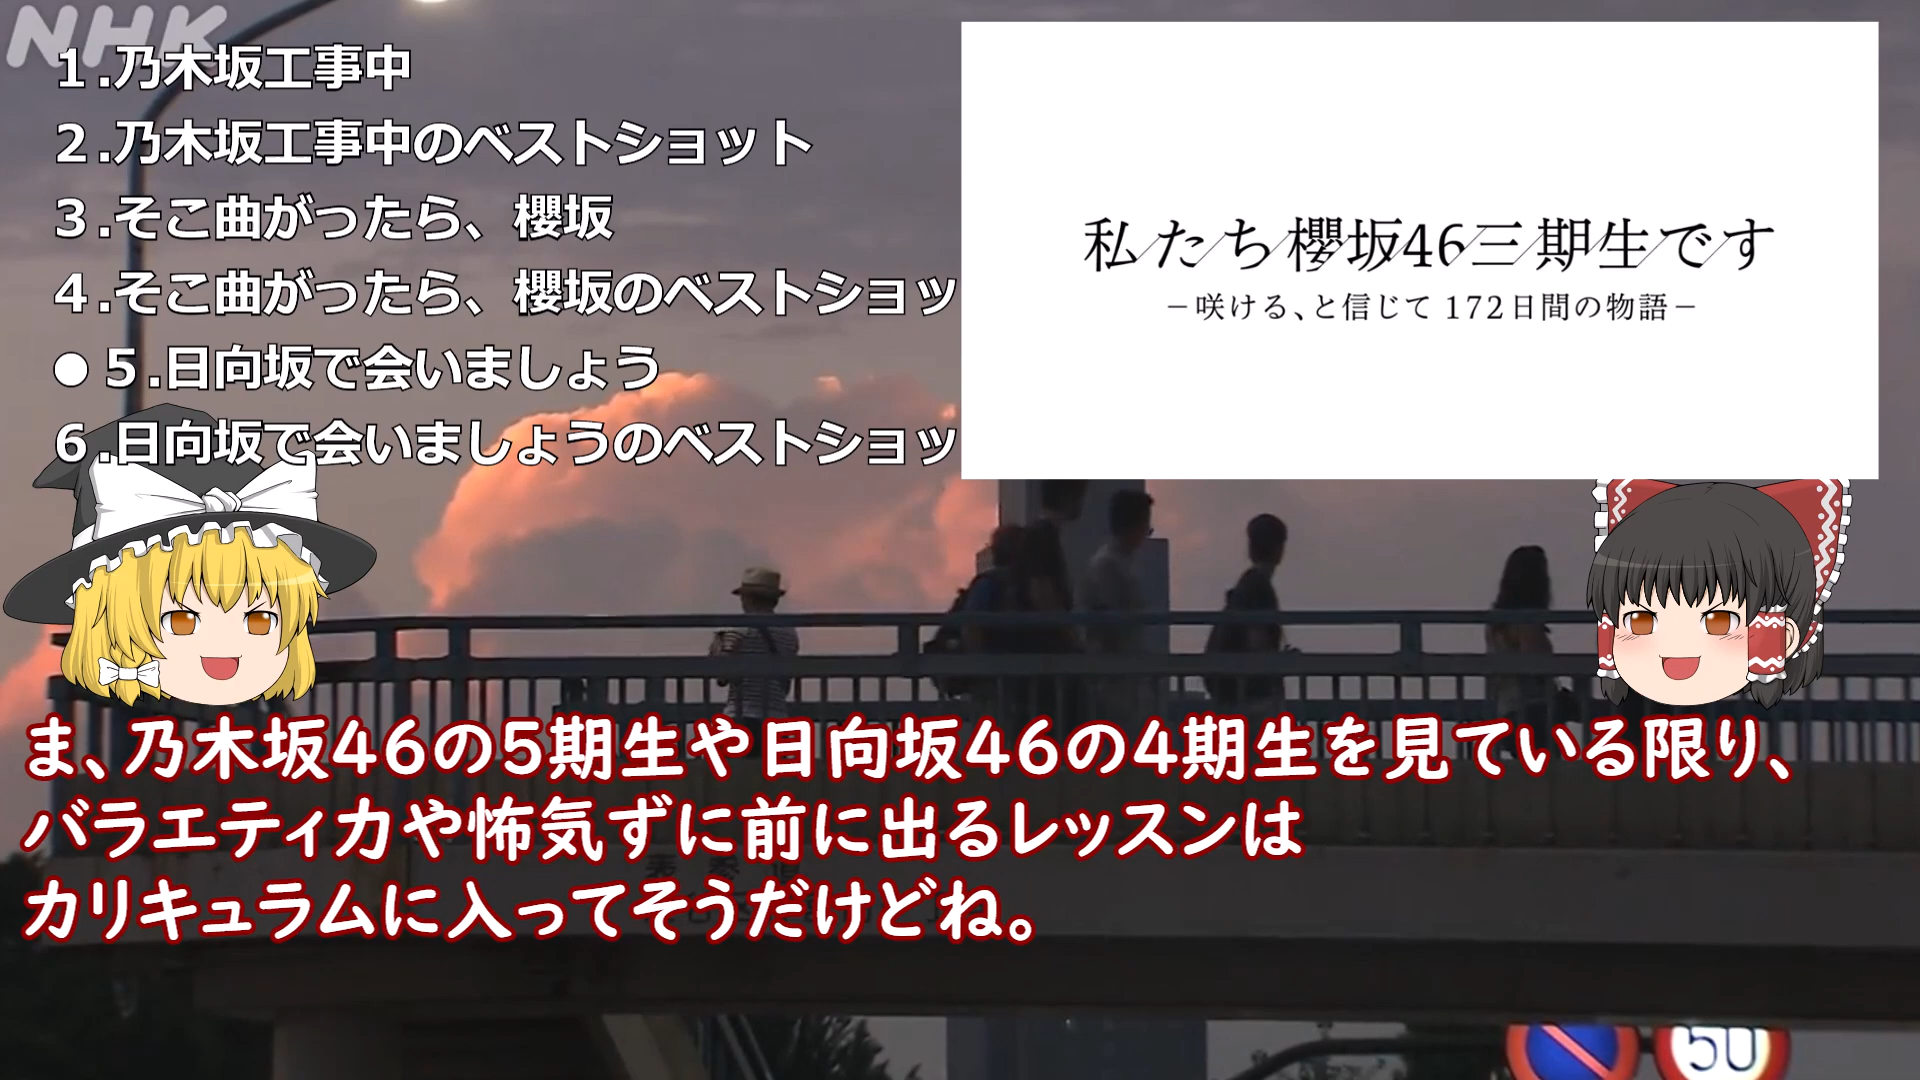 NHK
１.乃木坂工事中
２.乃木坂工事中のベストショット
３.そこ曲がったら、櫻坂
４.そこ曲がったら、櫻坂のベストショッ
●５.日向坂で会いましょう
６.日向坂で会いましょうのベストショッ
私たち櫻坂46三期生です
－咲ける、と信じて 172日間の物語－
ま、乃木坂46の5期生や日向坂46の4期生を見ている限り、
バラエティ力や怖気ずに前に出るレッスンは
カリキュラムに入ってそうだけどね。
50